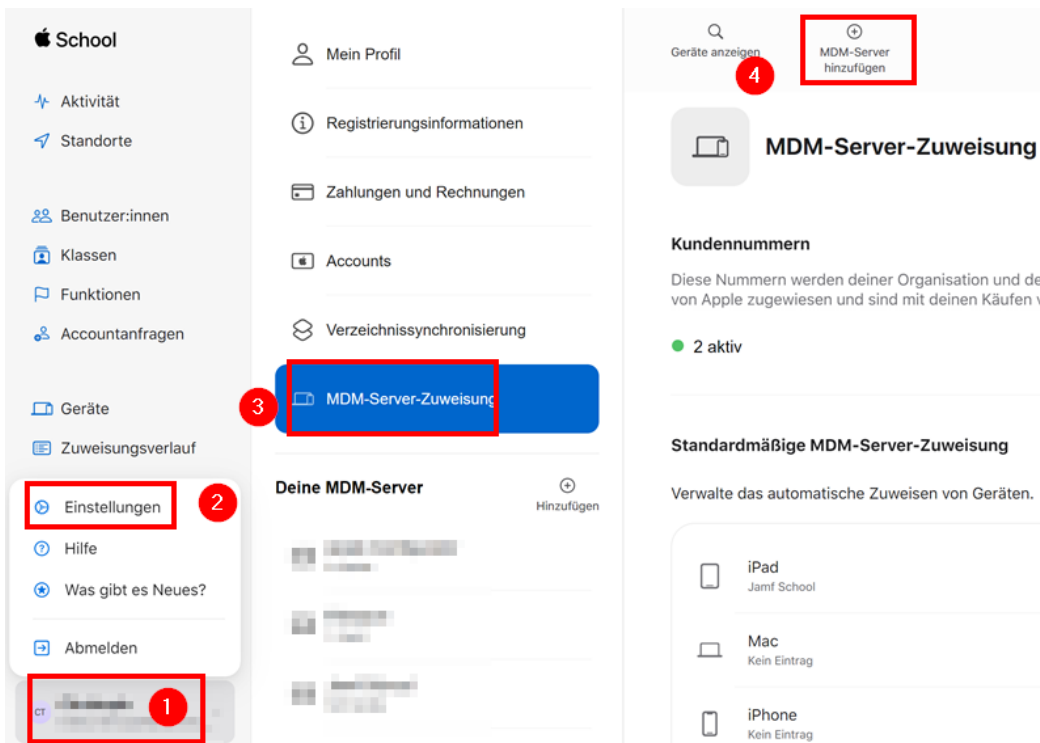 School
Aktivität
Standorte
Benutzer:innen
Klassen
Funktionen
Accountanfragen
Geräte
Zuweisungsverlauf
Einstellungen
2
Hilfe
Was gibt es Neues?
Abmelden
CT
1
Mein Profil
Registrierungsinformationen
Zahlungen und Rechnungen
Accounts
Verzeichnissynchronisierung
3
MDM-Server-Zuweisung
Deine MDM-Server
Hinzufügen
Geräte anzeigen
4
MDM-Server
hinzufügen
MDM-Server-Zuweisung
Kundennummern
Diese Nummern werden deiner Organisation und de
von Apple zugewiesen und sind mit deinen Käufen v
2 aktiv
Standardmäßige MDM-Server-Zuweisung
Verwalte das automatische Zuweisen von Geräten.
iPad
Jamf School
Mac
Kein Eintrag
iPhone
Kein Eintrag